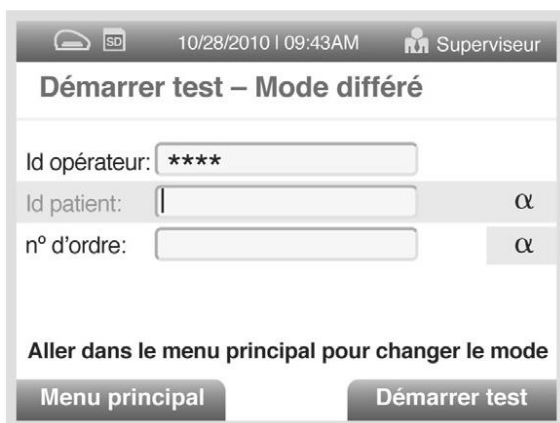 SD 10/28/2010 | 09:43AM Superviseur
Démarrer test – Mode différé
Id opérateur: ****
Id patient: α
nº d'ordre: α
Aller dans le menu principal pour changer le mode
Menu principal Démarrer test